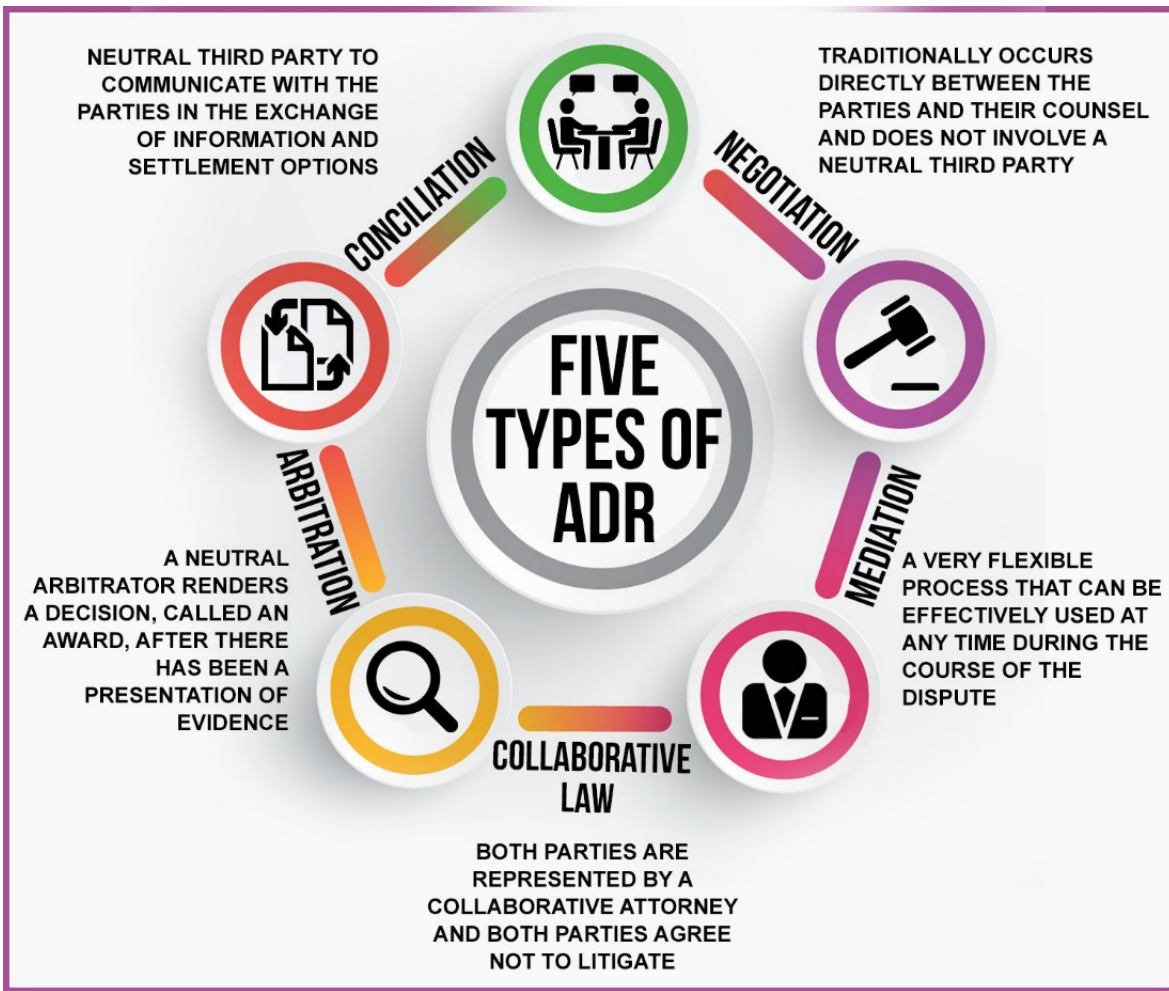 NEUTRAL THIRD PARTY TO
COMMUNICATE WITH THE
PARTIES IN THE EXCHANGE
OF INFORMATION AND
SETTLEMENT OPTIONS
CONCILIATION
TRADITIONALLY OCCURS
DIRECTLY BETWEEN THE
PARTIES AND THEIR COUNSEL
AND DOES NOT INVOLVE A
NEUTRAL THIRD PARTY
NEGOTIATION
FIVE
TYPES OF
ADR
ARBITRATION
A NEUTRAL
ARBITRATOR RENDERS
A DECISION, CALLED AN
AWARD, AFTER THERE
HAS BEEN A
PRESENTATION OF
EVIDENCE
MEDIATION
A VERY FLEXIBLE
PROCESS THAT CAN BE
EFFECTIVELY USED AT
ANY TIME DURING THE
COURSE OF THE
DISPUTE
COLLABORATIVE
LAW
BOTH PARTIES ARE
REPRESENTED BY A
COLLABORATIVE ATTORNEY
AND BOTH PARTIES AGREE
NOT TO LITIGATE